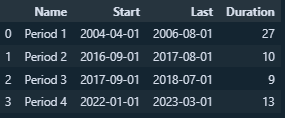 Name Start Last Duration
0 Period 1 2004-04-01 2006-08-01 27
1 Period 2 2016-09-01 2017-08-01 10
2 Period 3 2017-09-01 2018-07-01 9
3 Period 4 2022-01-01 2023-03-01 13